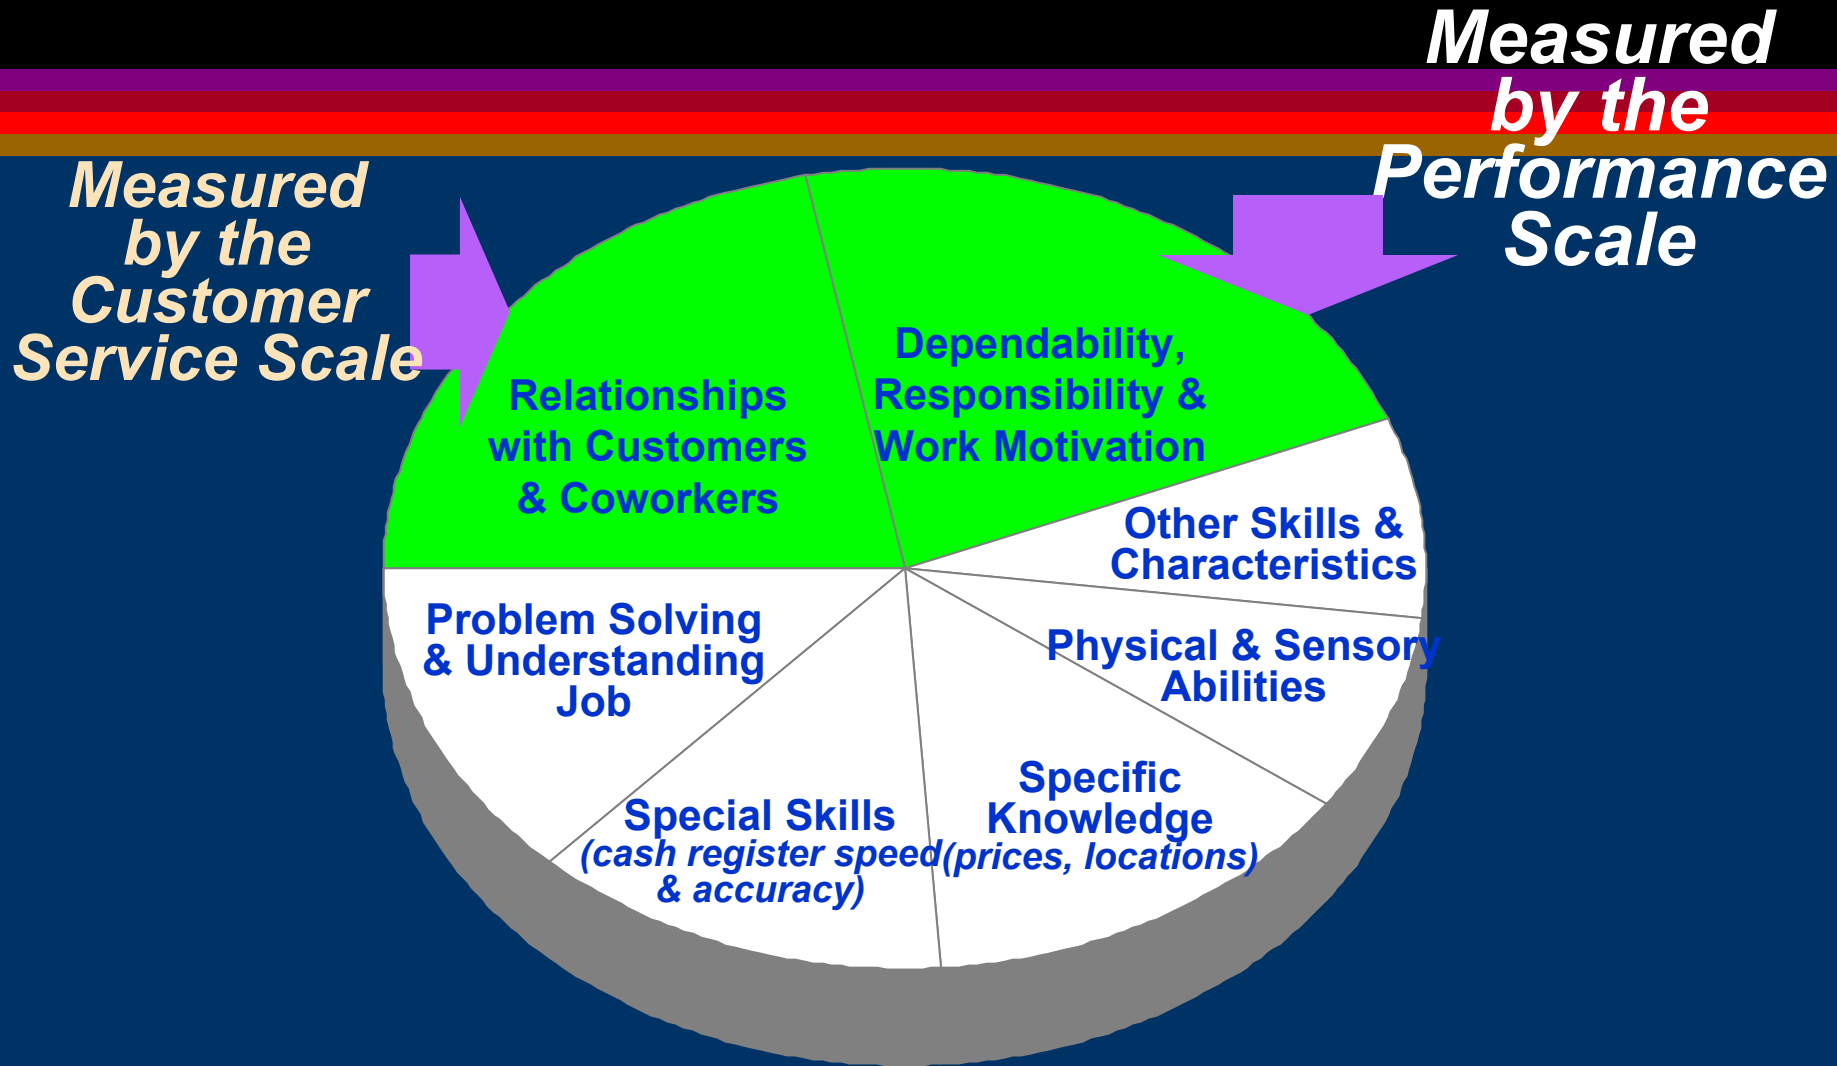 Measured
by the
Performance
Scale
Measured
by the
Customer
Service Scale
Relationships
with Customers
& Coworkers
Dependability,
Responsibility &
Work Motivation
Other Skills &
Characteristics
Physical & Sensory
Abilities
Specific
Knowledge
(prices, locations)
Special Skills
(cash register speed
& accuracy)
Problem Solving
& Understanding
Job